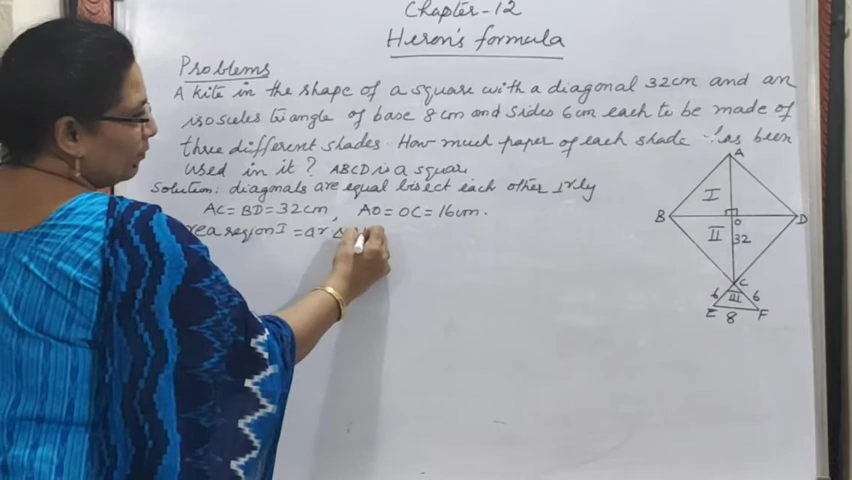 Chapter-12
Heron's formula
Problems
A kite in the shape of a square with a diagonal 32cm and an
isosceles triangle of base 8cm and sides 6cm each to be made of
three different shades. How much paper of each shade has been
used in it? ABCD is a square
Solution: diagonals are equal bisect each other ⊥rly
AC = BD = 32cm, AO = OC = 16cm.
rea region I = ar Δ
A
I
B
O
D
II
32
C
6
III
6
E
8
F